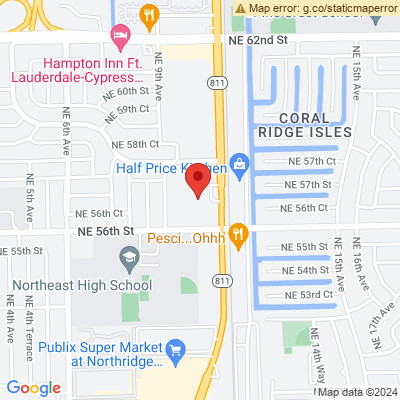 Map error: g.co/staticmaperror
NE 62nd St
Hampton Inn Ft.
Lauderdale-Cypress...
NE 60th Ct
NE 59th Ct
NE 9th Ave
811
NE 15th Ave
CORAL
RIDGE ISLES
NE 6th Ave
NE 58th Ct
NE 57th Ct
Half Price Kitchen
NE 5th Ave
NE 57th St
NE 56th Ct
NE 56th Ct
NE 56th St
NE 55th St
Pesci...Ohhh
NE 55th St
NE 54th St
NE 53rd Ct
Northeast High School
811
NE 4th Ave
NE 4th Terrace
NE 15th Ave
NE 16th Ave
NE 17th Ave
NE 14th Way
Publix Super Market
at Northridge...
Google
Map data ©2024